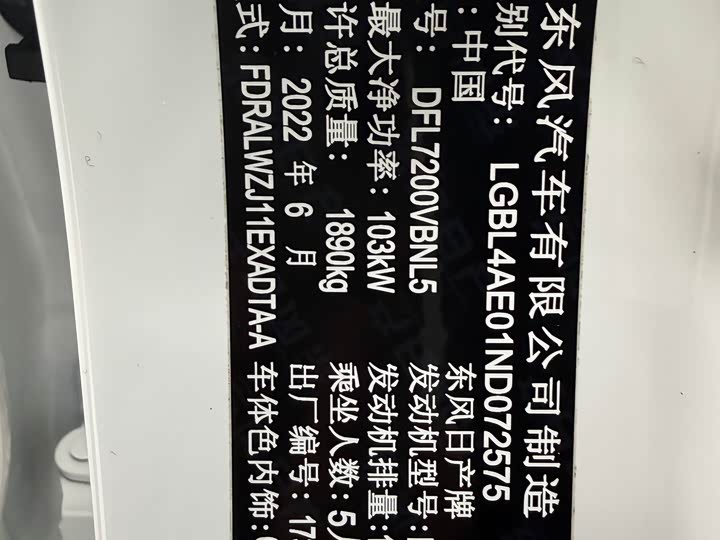 东风汽车有限公司制造
别代号: LGBL4AE01ND072575
: 中国 东风日产牌
号: DFL7200VBNL5 发动机型号:
最大净功率: 103kW 发动机排量:
许总质量: 1890kg 乘坐人数: 5人
月: 2022 年 6 月 出厂编号: 17
式: FDRALWZJ11EXADTA-A 车体色内饰: